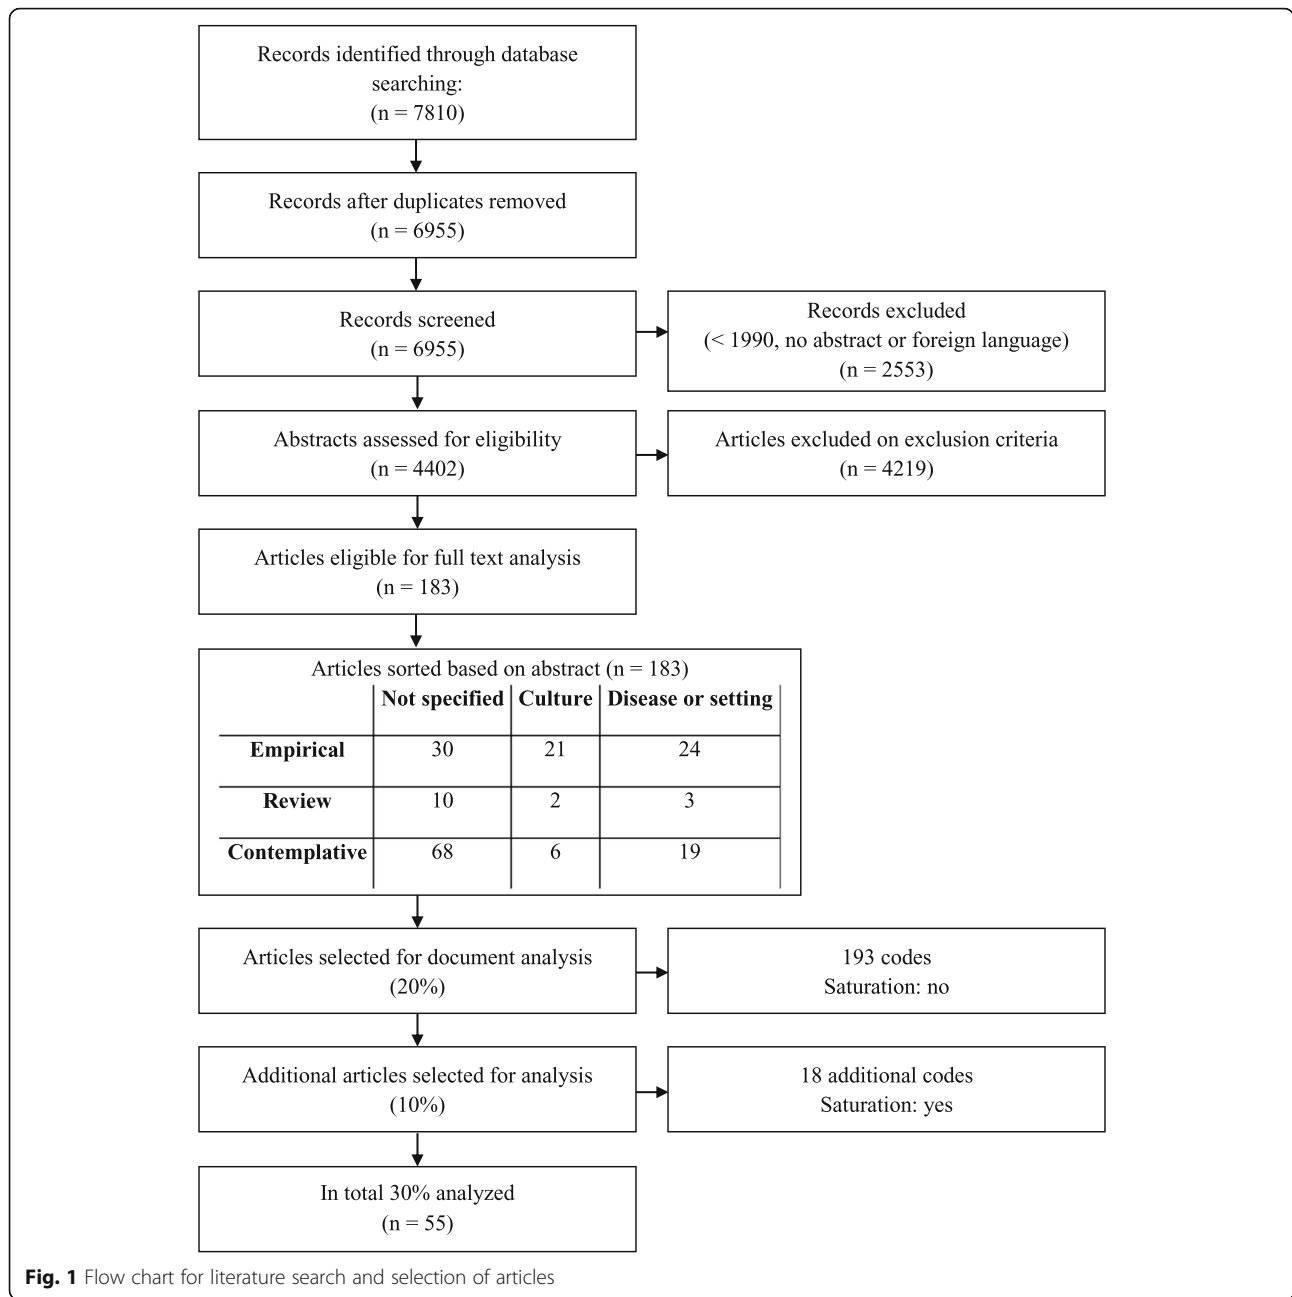 Records identified through database
searching:
(n = 7810)
Records after duplicates removed
(n = 6955)
Records screened
(n = 6955)
Records excluded
(< 1990, no abstract or foreign language)
(n = 2553)
Abstracts assessed for eligibility
(n = 4402)
Articles excluded on exclusion criteria
(n = 4219)
Articles eligible for full text analysis
(n = 183)
Articles sorted based on abstract (n = 183)
Not specified Culture Disease or setting
Empirical 30 21 24
Review 10 2 3
Contemplative 68 6 19
Articles selected for document analysis
(20%)
193 codes
Saturation: no
Additional articles selected for analysis
(10%)
18 additional codes
Saturation: yes
In total 30% analyzed
(n = 55)
Fig. 1 Flow chart for literature search and selection of articles